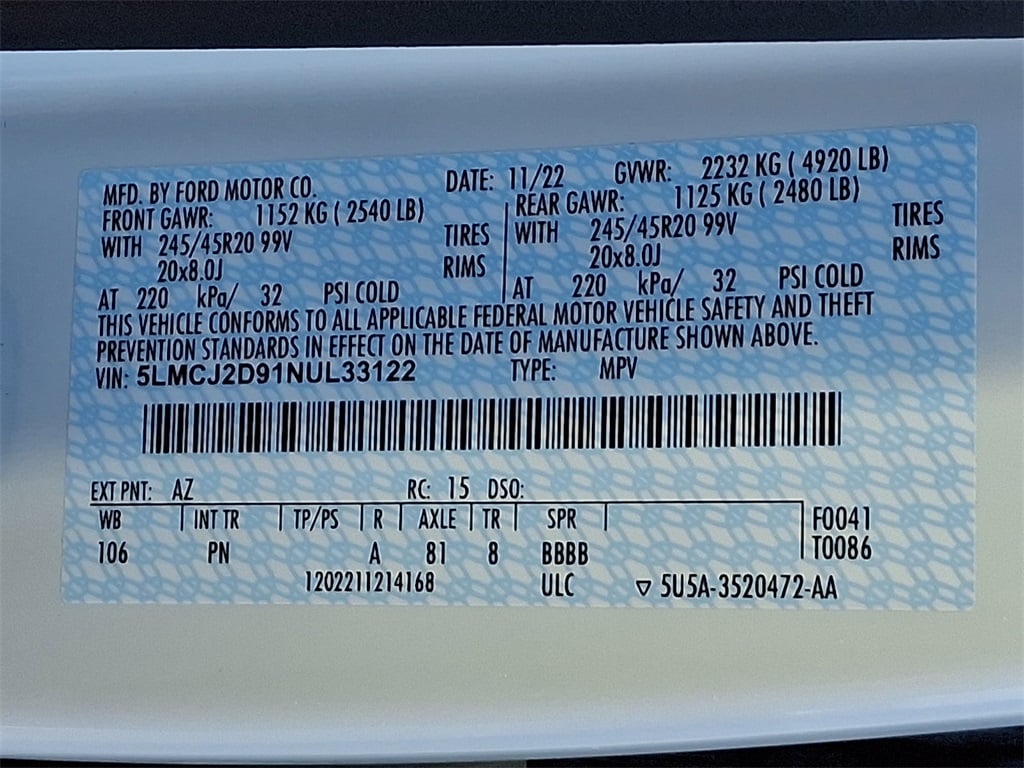 MFD. BY FORD MOTOR CO. DATE: 11/22 GVWR: 2232 KG ( 4920 LB)
FRONT GAWR: 1152 KG ( 2540 LB) REAR GAWR: 1125 KG ( 2480 LB)
WITH 245/45R20 99V TIRES WITH 245/45R20 99V TIRES
20x8.0J RIMS 20x8.0J RIMS
AT 220 kPa/ 32 PSI COLD AT 220 kPa/ 32 PSI COLD
THIS VEHICLE CONFORMS TO ALL APPLICABLE FEDERAL MOTOR VEHICLE SAFETY AND THEFT
PREVENTION STANDARDS IN EFFECT ON THE DATE OF MANUFACTURE SHOWN ABOVE.
VIN: 5LMCJ2D91NUL33122 TYPE: MPV
EXT PNT: AZ RC: 15 DSO:
WB INT TR TP/PS R AXLE TR SPR F0041
106 PN A 81 8 BBBB T0086
1202211214168 ULC ▽ 5U5A-3520472-AA